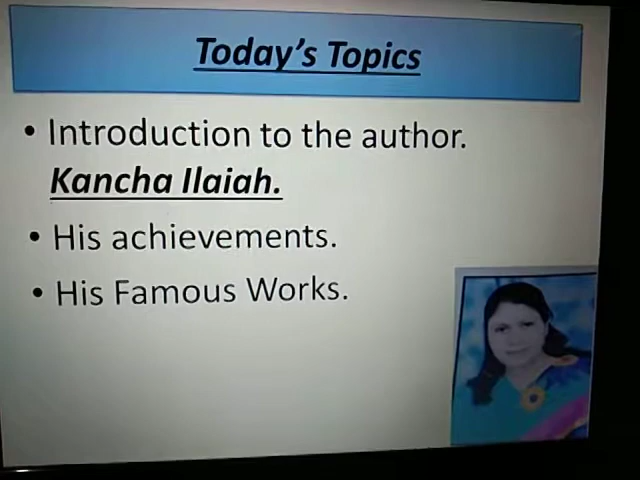 Today's Topics
• Introduction to the author.
Kancha Ilaiah.
• His achievements.
• His Famous Works.